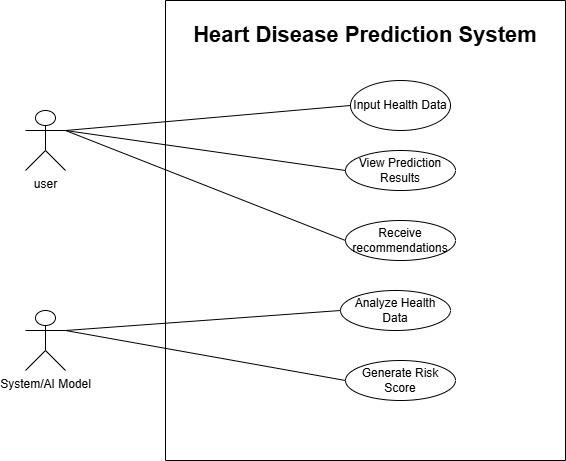 Heart Disease Prediction System
Input Health Data
View Prediction
Results
user
Receive
recommendations
Analyze Health
Data
System/AI Model
Generate Risk
Score